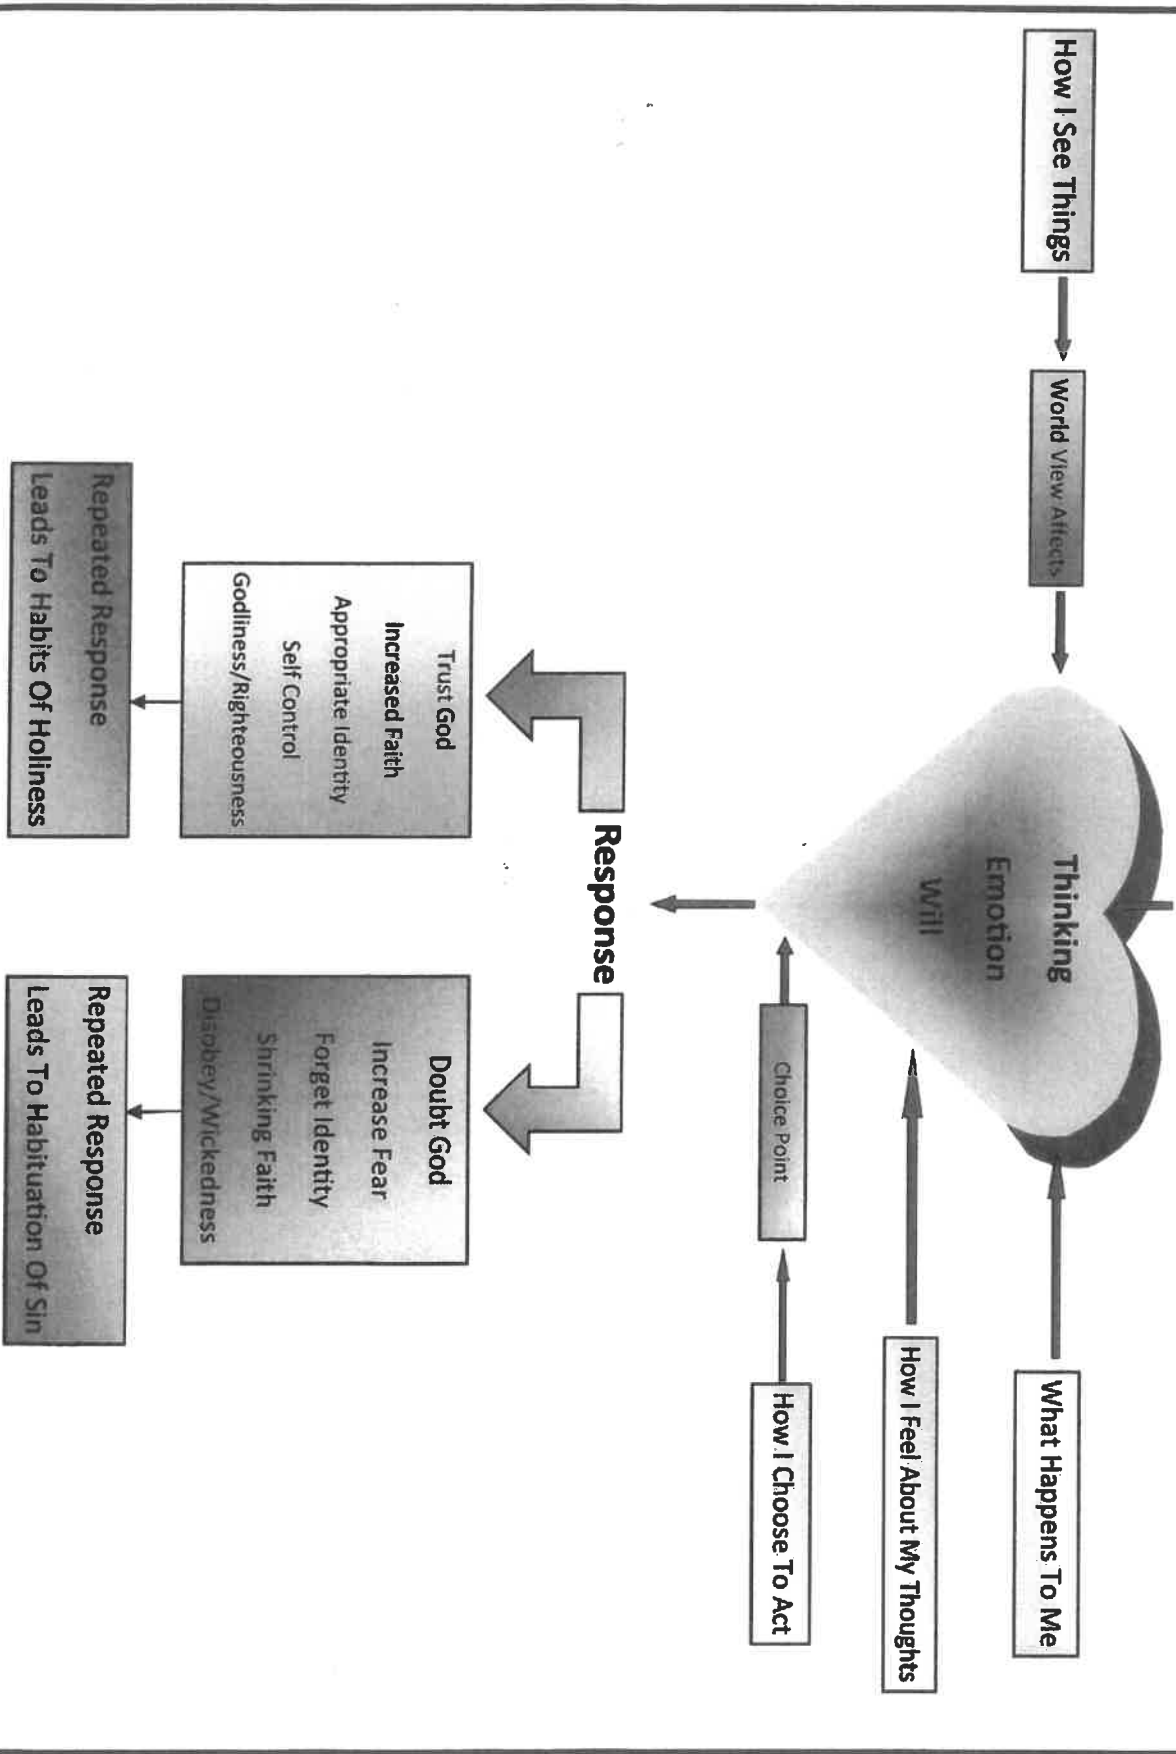 How I See Things
World View Affects
Thinking
Emotion
Will
What Happens To Me
How I Feel About My Thoughts
Choice Point
How I Choose To Act
Response
Trust God
Increased Faith
Appropriate Identity
Self Control
Godliness/Righteousness
Repeated Response
Leads To Habits Of Holiness
Doubt God
Increase Fear
Forget Identity
Shrinking Faith
Disobey/Wickedness
Repeated Response
Leads To Habituation Of Sin